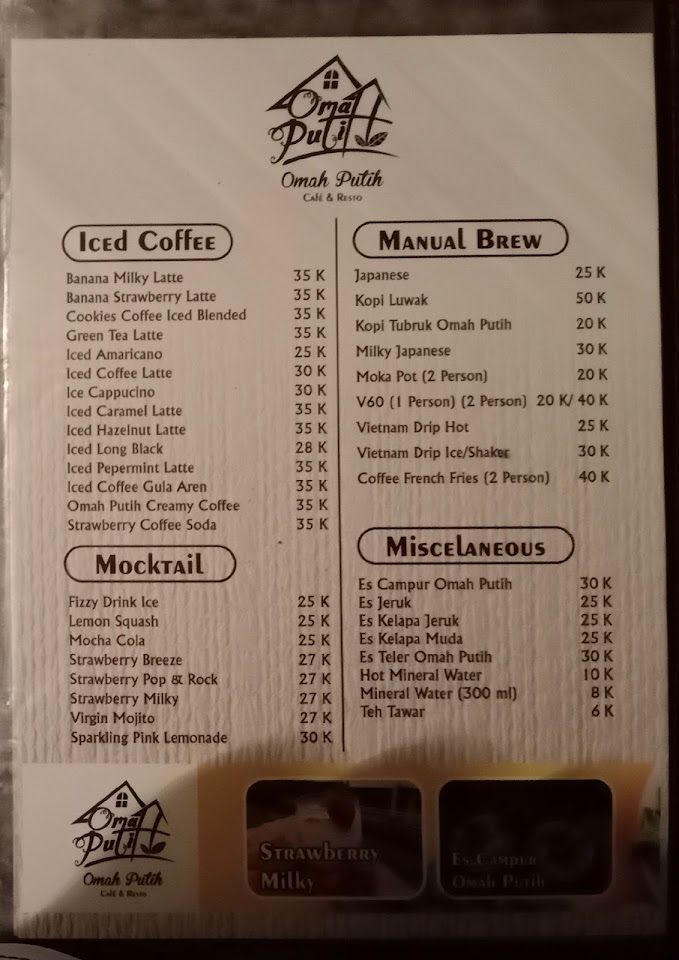 Omah
Putih
Omah Putih
Café & Resto
Iced Coffee
Banana Milky Latte 35 K
Banana Strawberry Latte 35 K
Cookies Coffee Iced Blended 35 K
Green Tea Latte 35 K
Iced Amaricano 25 K
Iced Coffee Latte 30 K
Ice Cappucino 30 K
Iced Caramel Latte 35 K
Iced Hazelnut Latte 35 K
Iced Long Black 28 K
Iced Pepermint Latte 35 K
Iced Coffee Gula Aren 35 K
Omah Putih Creamy Coffee 35 K
Strawberry Coffee Soda 35 K
Mocktail
Fizzy Drink Ice 25 K
Lemon Squash 25 K
Mocha Cola 25 K
Strawberry Breeze 27 K
Strawberry Pop & Rock 27 K
Strawberry Milky 27 K
Virgin Mojito 27 K
Sparkling Pink Lemonade 30 K
Manual Brew
Japanese 25 K
Kopi Luwak 50 K
Kopi Tubruk Omah Putih 20 K
Milky Japanese 30 K
Moka Pot (2 Person) 20 K
V60 (1 Person) (2 Person) 20 K/ 40 K
Vietnam Drip Hot 25 K
Vietnam Drip Ice/Shaker 30 K
Coffee French Fries (2 Person) 40 K
Miscelaneous
Es Campur Omah Putih 30 K
Es Jeruk 25 K
Es Kelapa Jeruk 25 K
Es Kelapa Muda 25 K
Es Teler Omah Putih 30 K
Hot Mineral Water 10 K
Mineral Water (300 ml) 8 K
Teh Tawar 6 K
Omah
Putih
Omah Putih
Café & Resto
Strawberry
Milky
Es Campur
Omah Putih